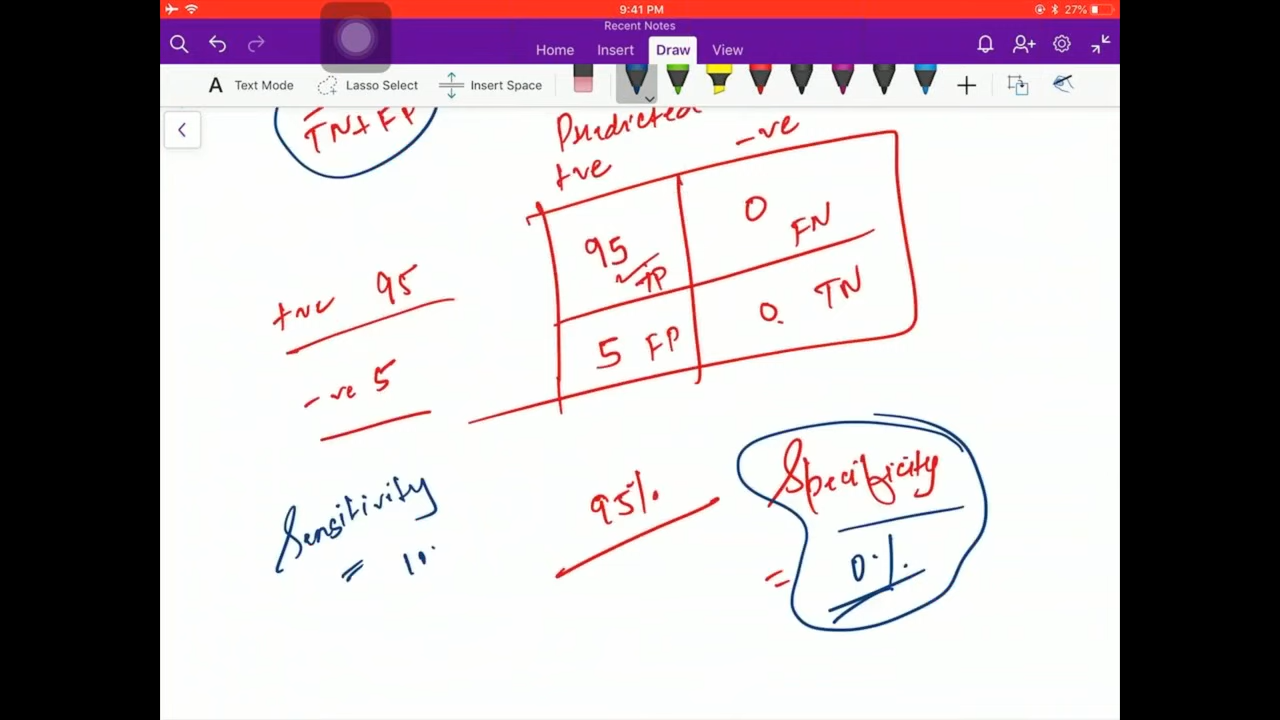 9:41 PM
27%
Recent Notes
Home Insert Draw View
A Text Mode Lasso Select Insert Space
TN+FP
Predicted
+ve -ve
95 TP 0 FN
+ve 95
5 FP 0 TN
-ve 5
Sensitivity 95% Specificity
= = 0%